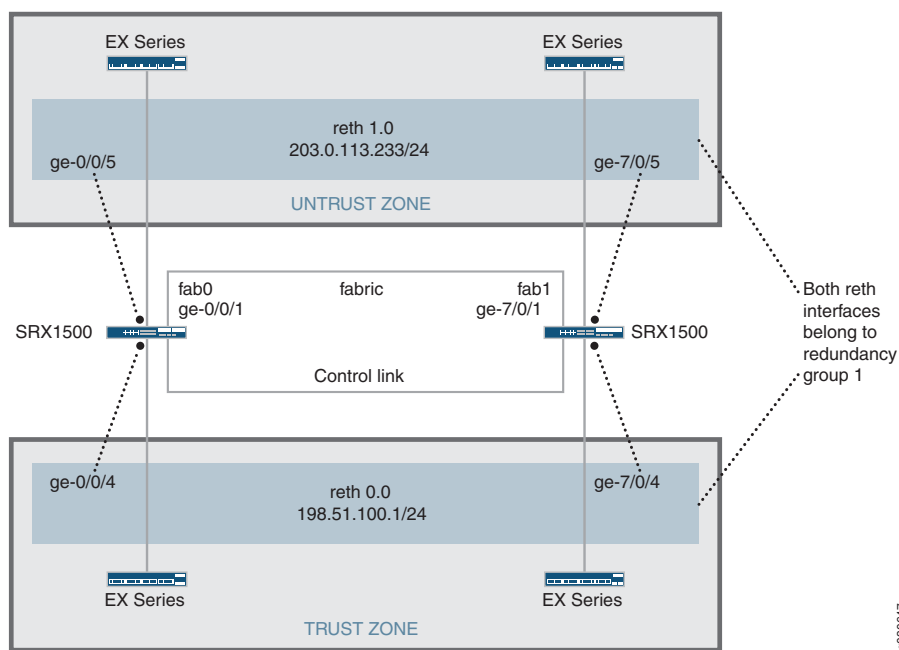 EX Series
EX Series
reth 1.0
203.0.113.233/24
ge-0/0/5
ge-7/0/5
UNTRUST ZONE
fab0
fabric
fab1
ge-0/0/1
ge-7/0/1
SRX1500
SRX1500
Control link
Both reth
interfaces
belong to
redundancy
group 1
ge-0/0/4
ge-7/0/4
reth 0.0
198.51.100.1/24
EX Series
EX Series
TRUST ZONE